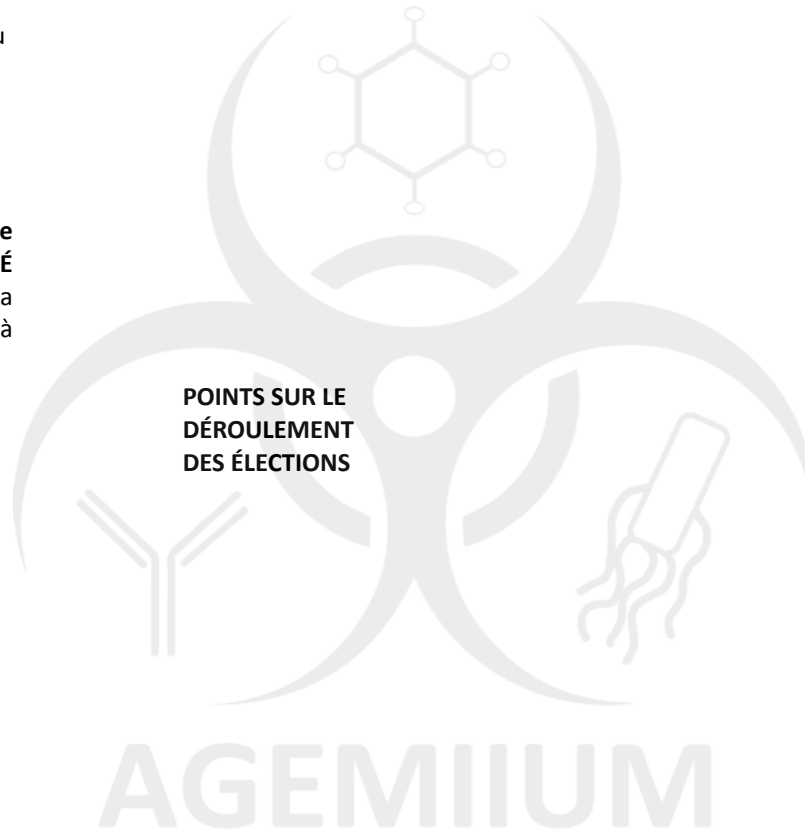 u
e
É
a
à
POINTS SUR LE
DÉROULEMENT
DES ÉLECTIONS
AGEMIIUM